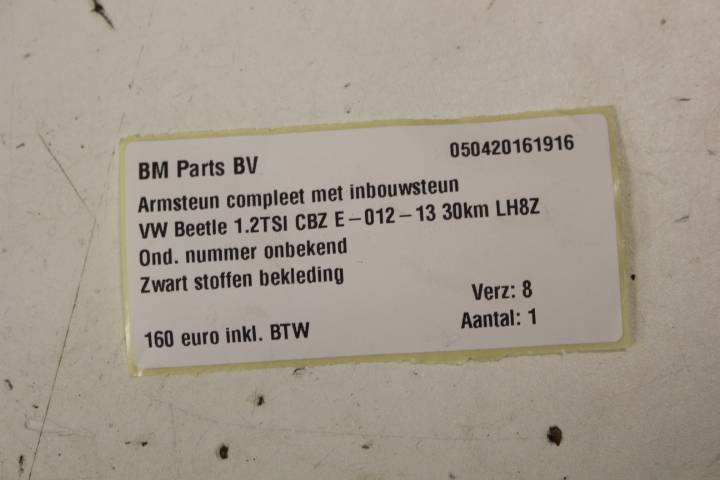 BM Parts BV 050420161916
Armsteun compleet met inbouwsteun
VW Beetle 1.2TSI CBZ E-012-13 30km LH8Z
Ond. nummer onbekend
Zwart stoffen bekleding
Verz: 8
160 euro inkl. BTW Aantal: 1